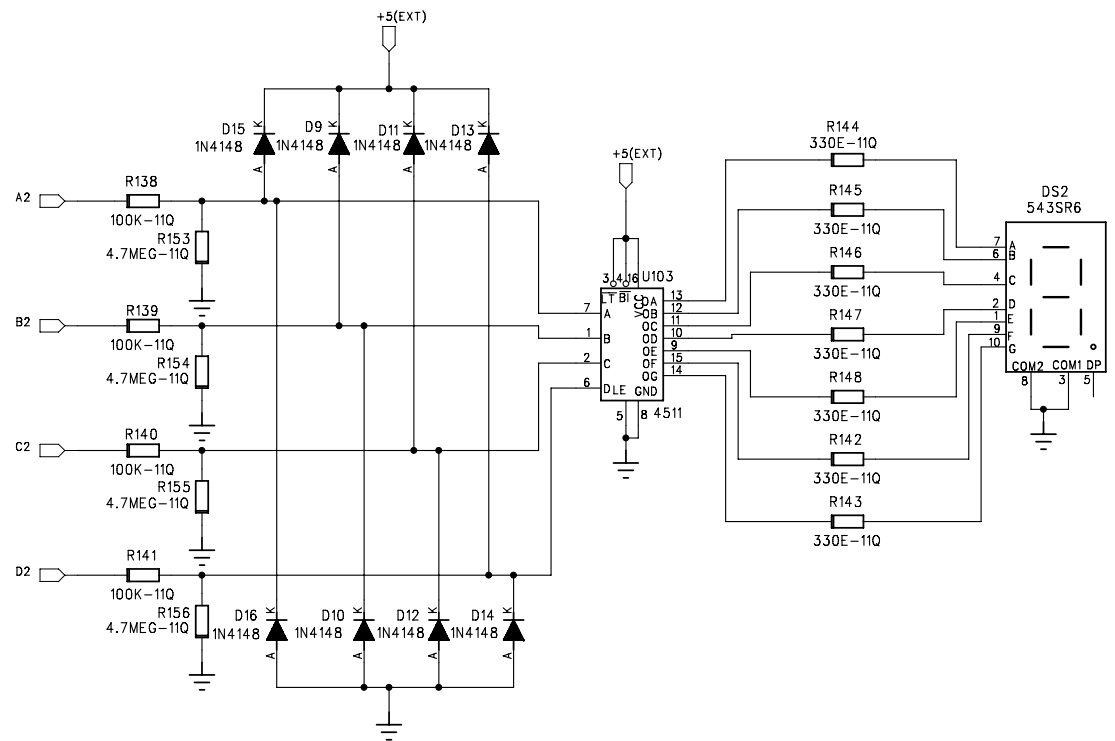 +5(EXT)
D15
1N4148
K
A
D9
1N4148
K
A
D11
1N4148
K
A
D13
1N4148
K
A
A2
R138
100K-11Q
R153
4.7MEG-11Q
B2
R139
100K-11Q
R154
4.7MEG-11Q
C2
R140
100K-11Q
R155
4.7MEG-11Q
D2
R141
100K-11Q
R156
4.7MEG-11Q
D16
1N4148
K
A
D10
1N4148
K
A
D12
1N4148
K
A
D14
1N4148
K
A
+5(EXT)
3 4 16
U103
LT BI VCC
7 A
1 B
2 C
6 D
LE GND
5 8
4511
OA 13
OB 12
OC 11
OD 10
OE 9
OF 15
OG 14
R144
330E-11Q
R145
330E-11Q
R146
330E-11Q
R147
330E-11Q
R148
330E-11Q
R142
330E-11Q
R143
330E-11Q
DS2
543SR6
7 A
6 B
4 C
2 D
1 E
9 F
10 G
COM2 COM1 DP
8 3 5